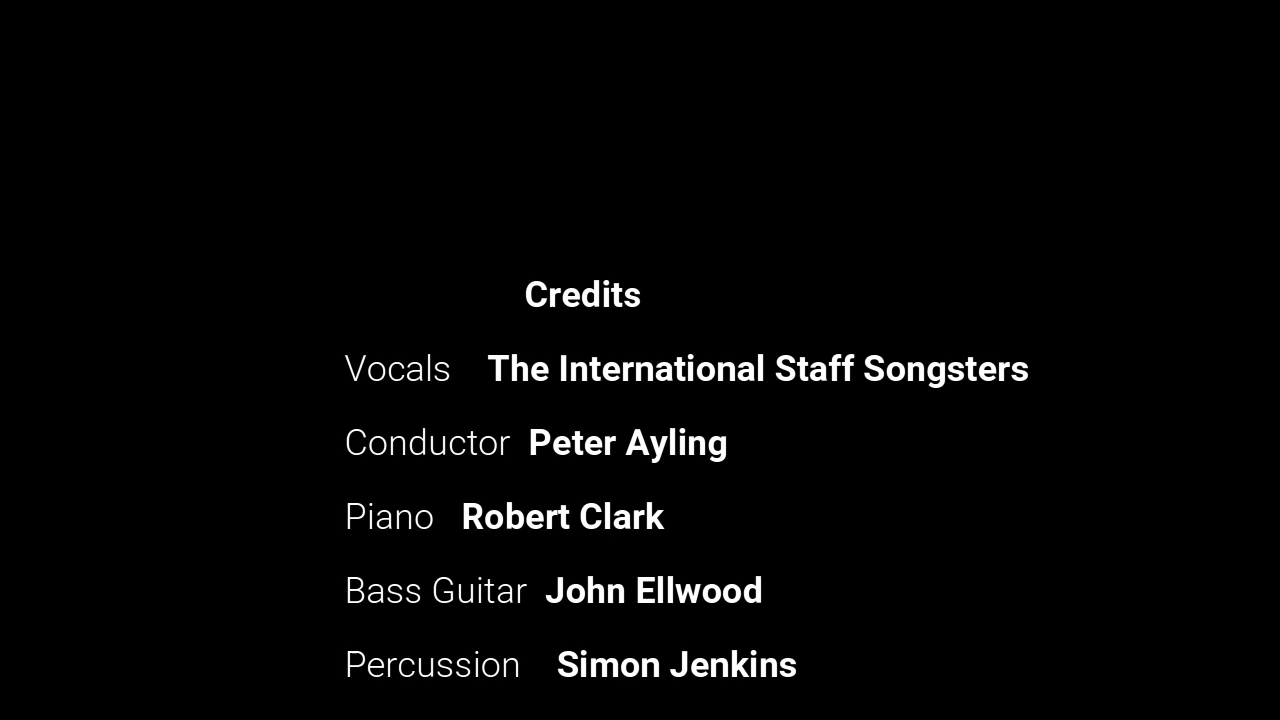 Credits
Vocals The International Staff Songsters
Conductor Peter Ayling
Piano Robert Clark
Bass Guitar John Ellwood
Percussion Simon Jenkins